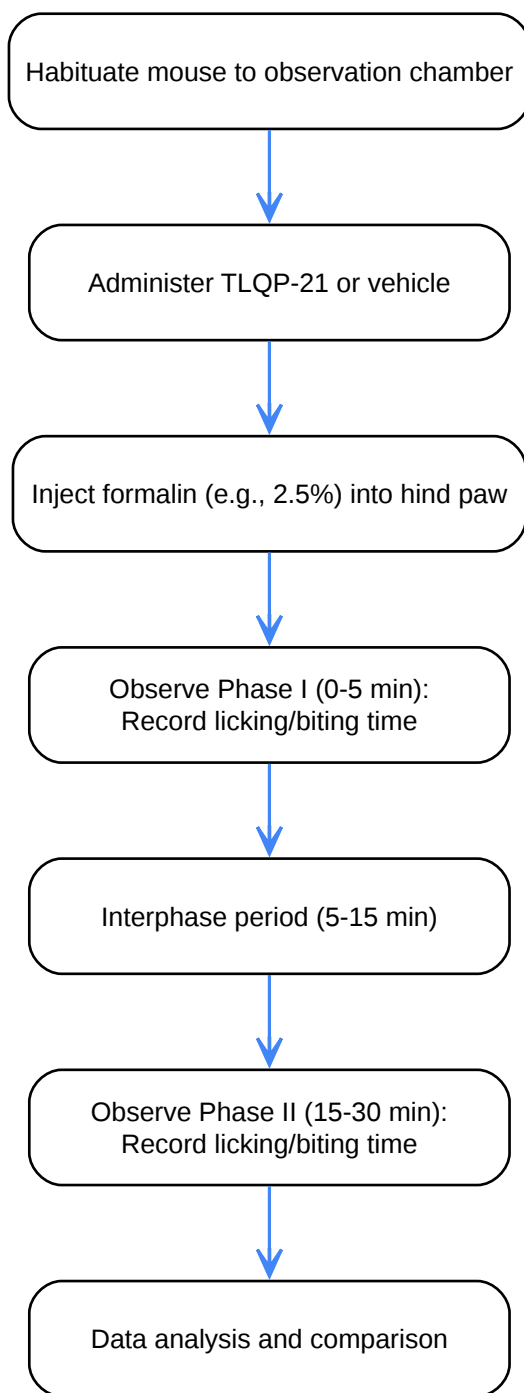 Habituate mouse to observation chamber
Administer TLQP-21 or vehicle
Inject formalin (e.g., 2.5%) into hind paw
Observe Phase I (0-5 min):
Record licking/biting time
Interphase period (5-15 min)
Observe Phase II (15-30 min):
Record licking/biting time
Data analysis and comparison